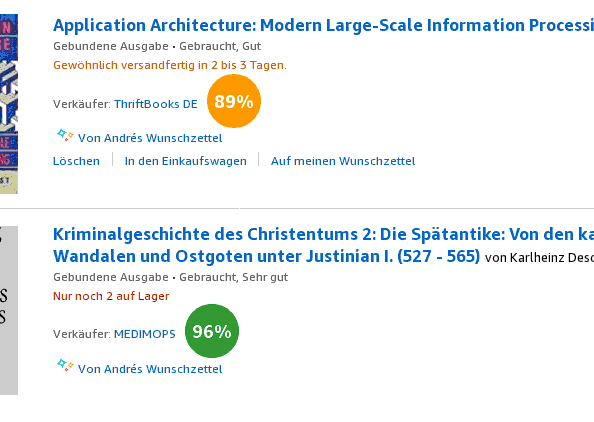 Application Architecture: Modern Large-Scale Information
Gebundene Ausgabe • Gebraucht, Gut
Gewöhnlich versandfertig in 2 bis 3 Tagen.
Verkäufer: ThriftBooks DE 89%
Von Andrés Wunschzettel
Löschen | In den Einkaufswagen | Auf meinen Wunschzettel
Kriminalgeschichte des Christentums 2: Die Spätantike: Von den
Wandalen und Ostgoten unter Justinian I. (527 - 565) von Karlheinz
Gebundene Ausgabe • Gebraucht, Sehr gut
Nur noch 2 auf Lager
Verkäufer: MEDIMOPS 96%
Von Andrés Wunschzettel